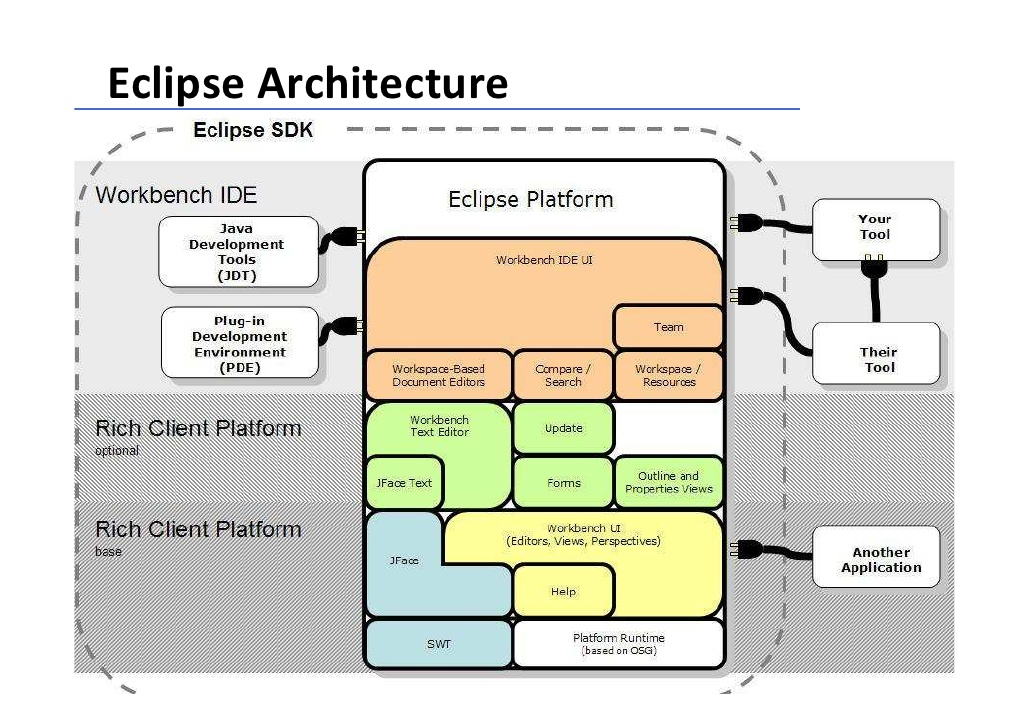 Eclipse Architecture
Eclipse SDK
Workbench IDE
Eclipse Platform
Java
Development
Tools
(JDT)
Plug-in
Development
Environment
(PDE)
Your
Tool
Their
Tool
Workbench IDE UI
Team
Workspace-Based
Document Editors
Compare /
Search
Workspace /
Resources
Rich Client Platform
optional
Workbench
Text Editor
Update
JFace Text
Forms
Outline and
Properties Views
Rich Client Platform
base
JFace
Workbench UI
(Editors, Views, Perspectives)
Help
Another
Application
SWT
Platform Runtime
(based on OSGi)